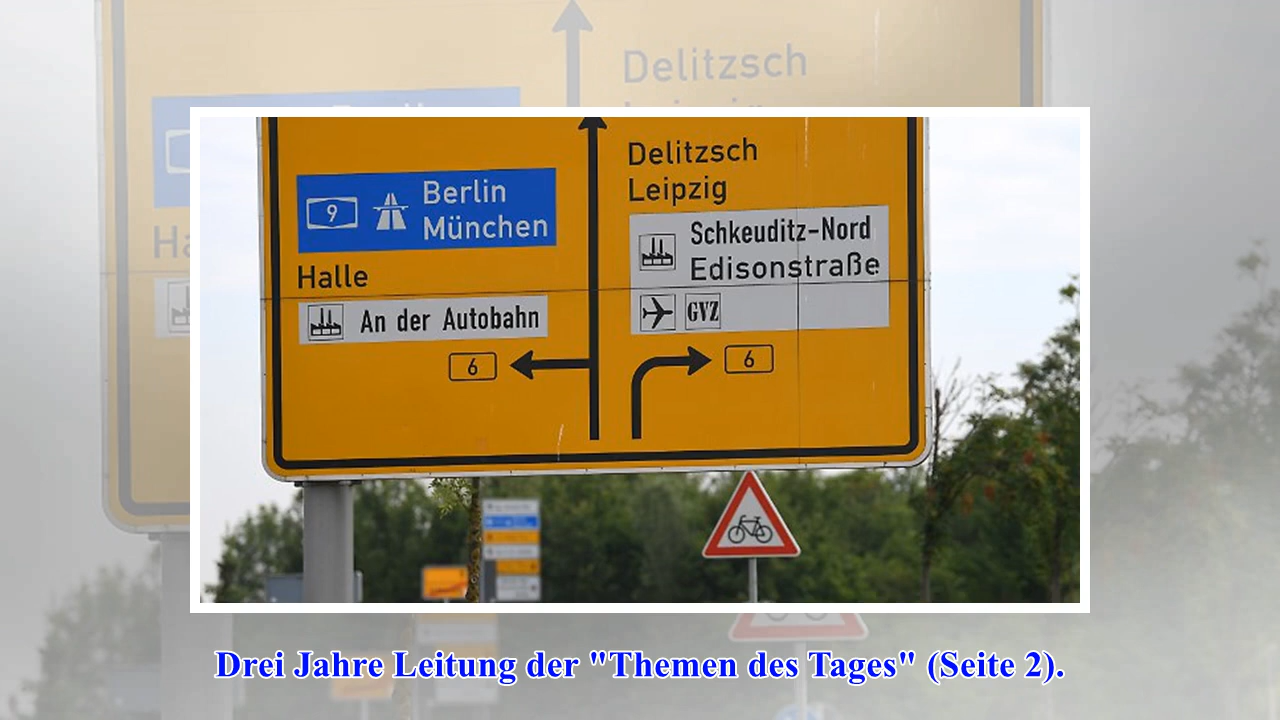 Delitzsch
9
Berlin
München
Halle
An der Autobahn
6
Delitzsch
Leipzig
Schkeuditz-Nord
Edisonstraße
GVZ
6
Drei Jahre Leitung der "Themen des Tages" (Seite 2).